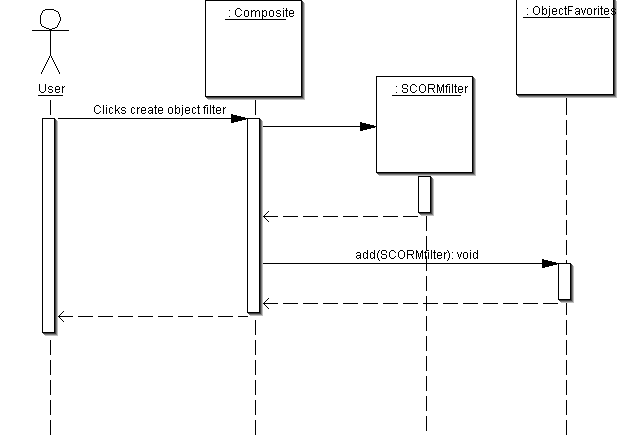 : Composite
: ObjectFavorites
: SCORMfilter
User
Clicks create object filter
add(SCORMfilter): void